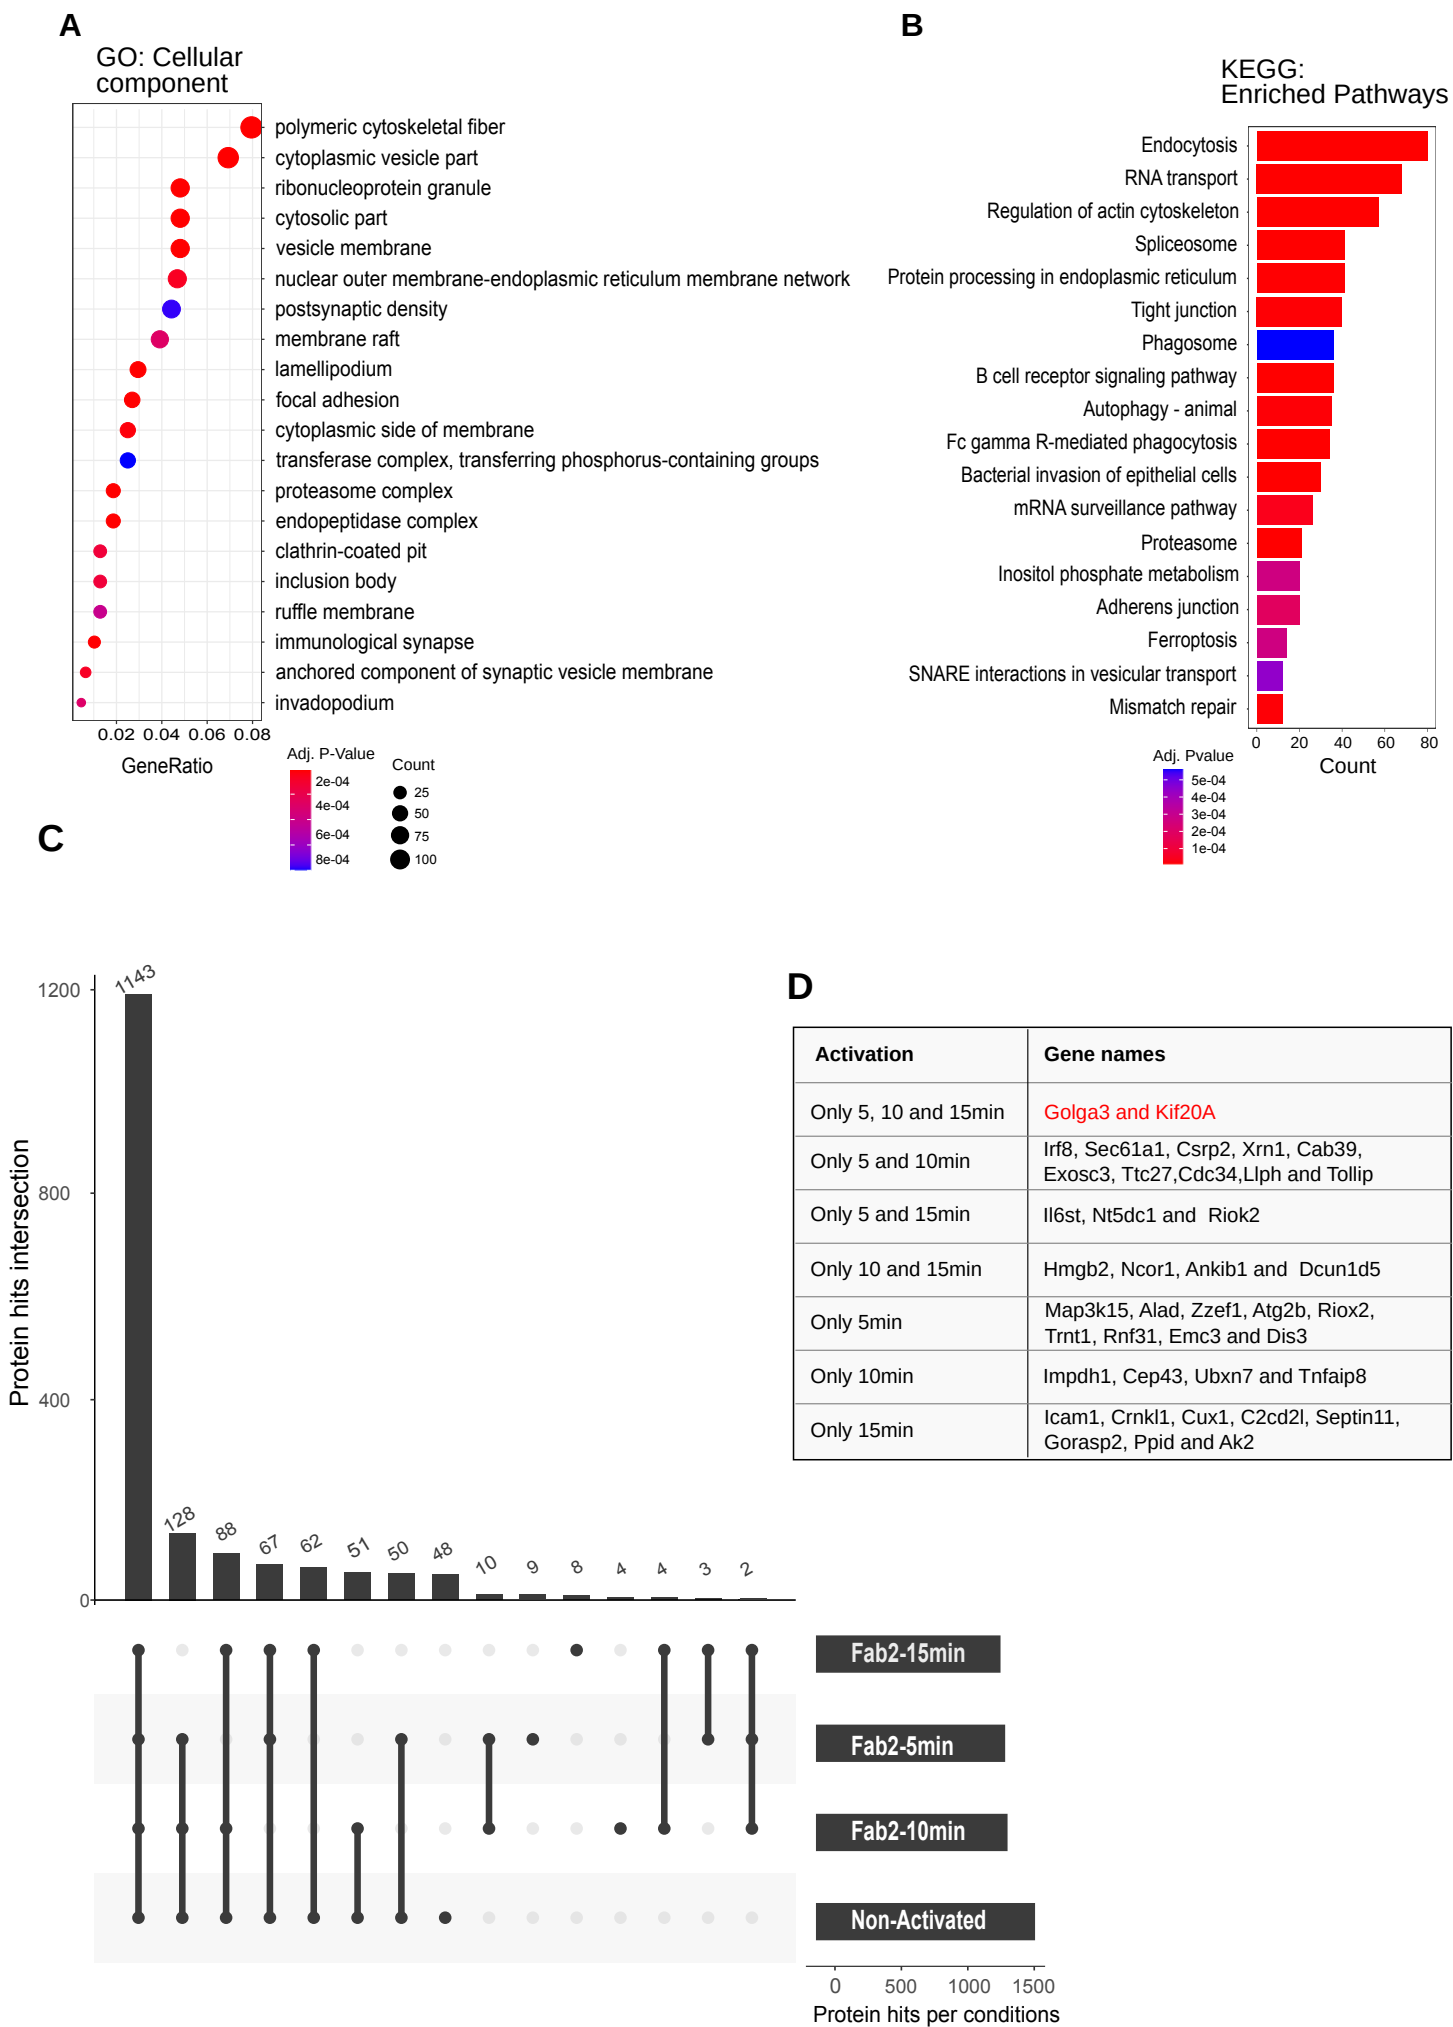 A
GO: Cellular
component
polymeric cytoskeletal fiber
cytoplasmic vesicle part
ribonucleoprotein granule
cytosolic part
vesicle membrane
nuclear outer membrane-endoplasmic reticulum membrane network
postsynaptic density
membrane raft
lamellipodium
focal adhesion
cytoplasmic side of membrane
transferase complex, transferring phosphorus-containing groups
proteasome complex
endopeptidase complex
clathrin-coated pit
inclusion body
ruffle membrane
immunological synapse
anchored component of synaptic vesicle membrane
invadopodium
0.02 0.04 0.06 0.08
GeneRatio
Adj. P-Value
2e-04
4e-04
6e-04
8e-04
Count
25
50
75
100
B
KEGG:
Enriched Pathways
Endocytosis
RNA transport
Regulation of actin cytoskeleton
Spliceosome
Protein processing in endoplasmic reticulum
Tight junction
Phagosome
B cell receptor signaling pathway
Autophagy - animal
Fc gamma R-mediated phagocytosis
Bacterial invasion of epithelial cells
mRNA surveillance pathway
Proteasome
Inositol phosphate metabolism
Adherens junction
Ferroptosis
SNARE interactions in vesicular transport
Mismatch repair
0 20 40 60 80
Count
Adj. Pvalue
5e-04
4e-04
3e-04
2e-04
1e-04
C
Protein hits intersection
1200
800
400
0
1143 128 88 67 62 51 50 48 10 9 8 4 4 3 2
Fab2-15min
Fab2-5min
Fab2-10min
Non-Activated
0 500 1000 1500
Protein hits per conditions
D
Activation Gene names
Only 5, 10 and 15min Golga3 and Kif20A
Only 5 and 10min Irf8, Sec61a1, Csrp2, Xrn1, Cab39,
Exosc3, Ttc27,Cdc34,Llph and Tollip
Only 5 and 15min Il6st, Nt5dc1 and Riok2
Only 10 and 15min Hmgb2, Ncor1, Ankib1 and Dcun1d5
Only 5min Map3k15, Alad, Zzef1, Atg2b, Riox2,
Trnt1, Rnf31, Emc3 and Dis3
Only 10min Impdh1, Cep43, Ubxn7 and Tnfaip8
Only 15min Icam1, Crnkl1, Cux1, C2cd2l, Septin11,
Gorasp2, Ppid and Ak2